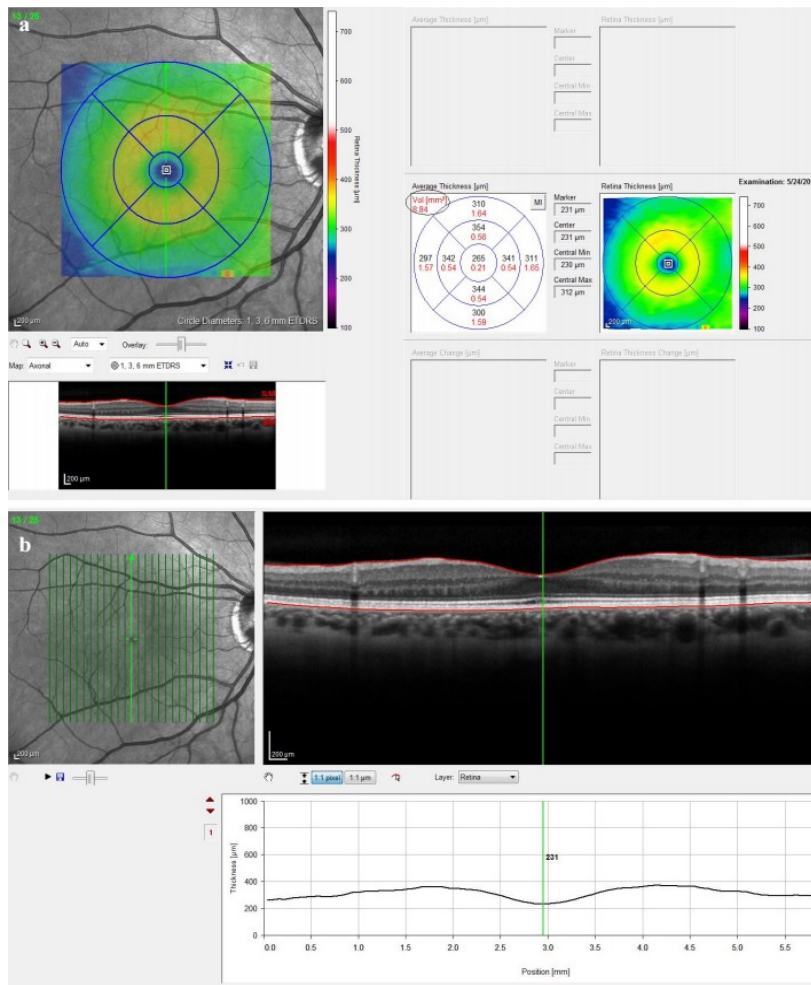 13 / 25
a
700
600
500
400
300
200
100
Retina Thickness [µm]
200 µm
Circle Diameters: 1, 3, 6 mm ETDRS
Auto
Overlay:
Map: Axonal
1, 3, 6 mm ETDRS
ILM
200 µm
Average Thickness [µm]
Retina Thickness [µm]
Marker
Center
Central Min
Central Max
Average Thickness [µm]
Retina Thickness [µm]
Examination: 5/24/20
Vol [mm³]
8.84
MI
310
1.64
354
0.56
297 342 265 341 311
1.57 0.54 0.21 0.54 1.65
344
0.54
300
1.59
Marker
231 µm
Center
231 µm
Central Min
230 µm
Central Max
312 µm
200 µm
700
600
500
400
300
200
100
Average Change [µm]
Retina Thickness Change [µm]
Marker
Center
Central Min
Central Max
13 / 25
b
200 µm
200 µm
1:1 pixel
1:1 µm
Layer: Retina
1
1000
800
600
400
200
0
Thickness [µm]
231
0.0 0.5 1.0 1.5 2.0 2.5 3.0 3.5 4.0 4.5 5.0 5.5
Position [mm]